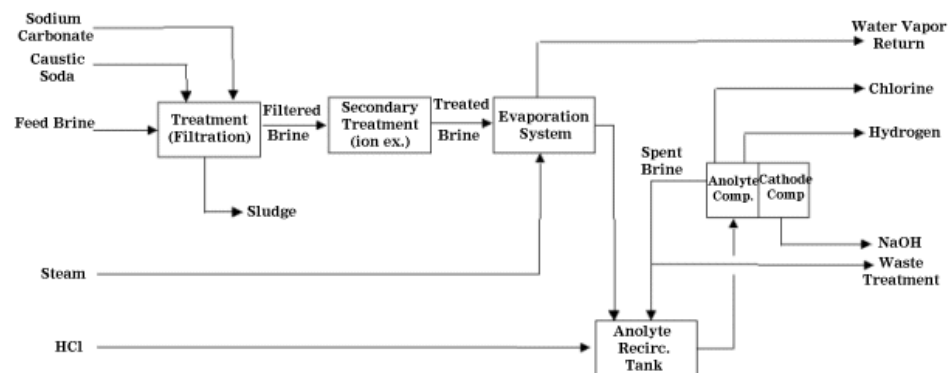 Sodium
Carbonate
Caustic
Soda
Feed Brine
Treatment
(Filtration)
Filtered
Brine
Secondary
Treatment
(ion ex.)
Treated
Brine
Evaporation
System
Water Vapor
Return
Chlorine
Hydrogen
Spent
Brine
Anolyte
Comp.
Cathode
Comp
Sludge
NaOH
Waste
Treatment
Steam
HCl
Anolyte
Recirc.
Tank